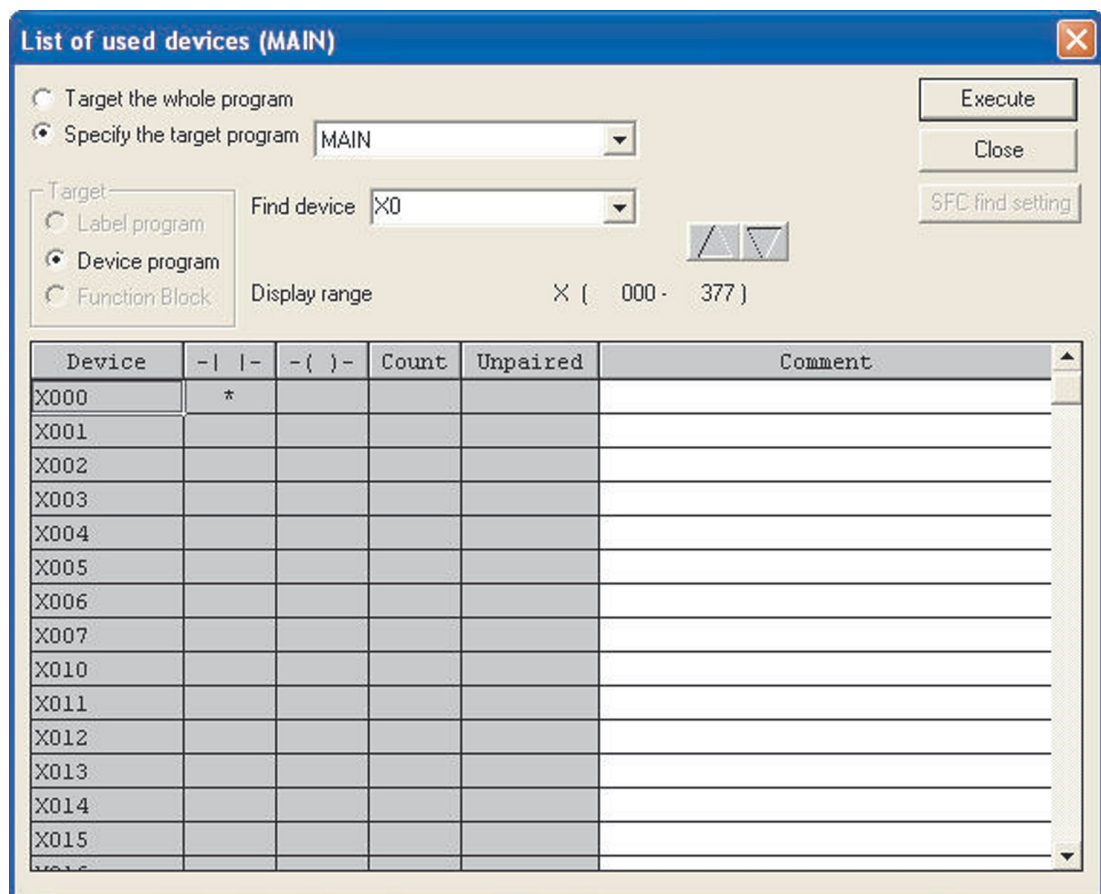 List of used devices (MAIN)
Target the whole program
Execute
Specify the target program MAIN
Close
Target
Find device X0
SFC find setting
Label program
Device program
Function Block
Display range X ( 000 - 377 )
Device -| |- -( )- Count Unpaired Comment
X000 *
X001
X002
X003
X004
X005
X006
X007
X010
X011
X012
X013
X014
X015